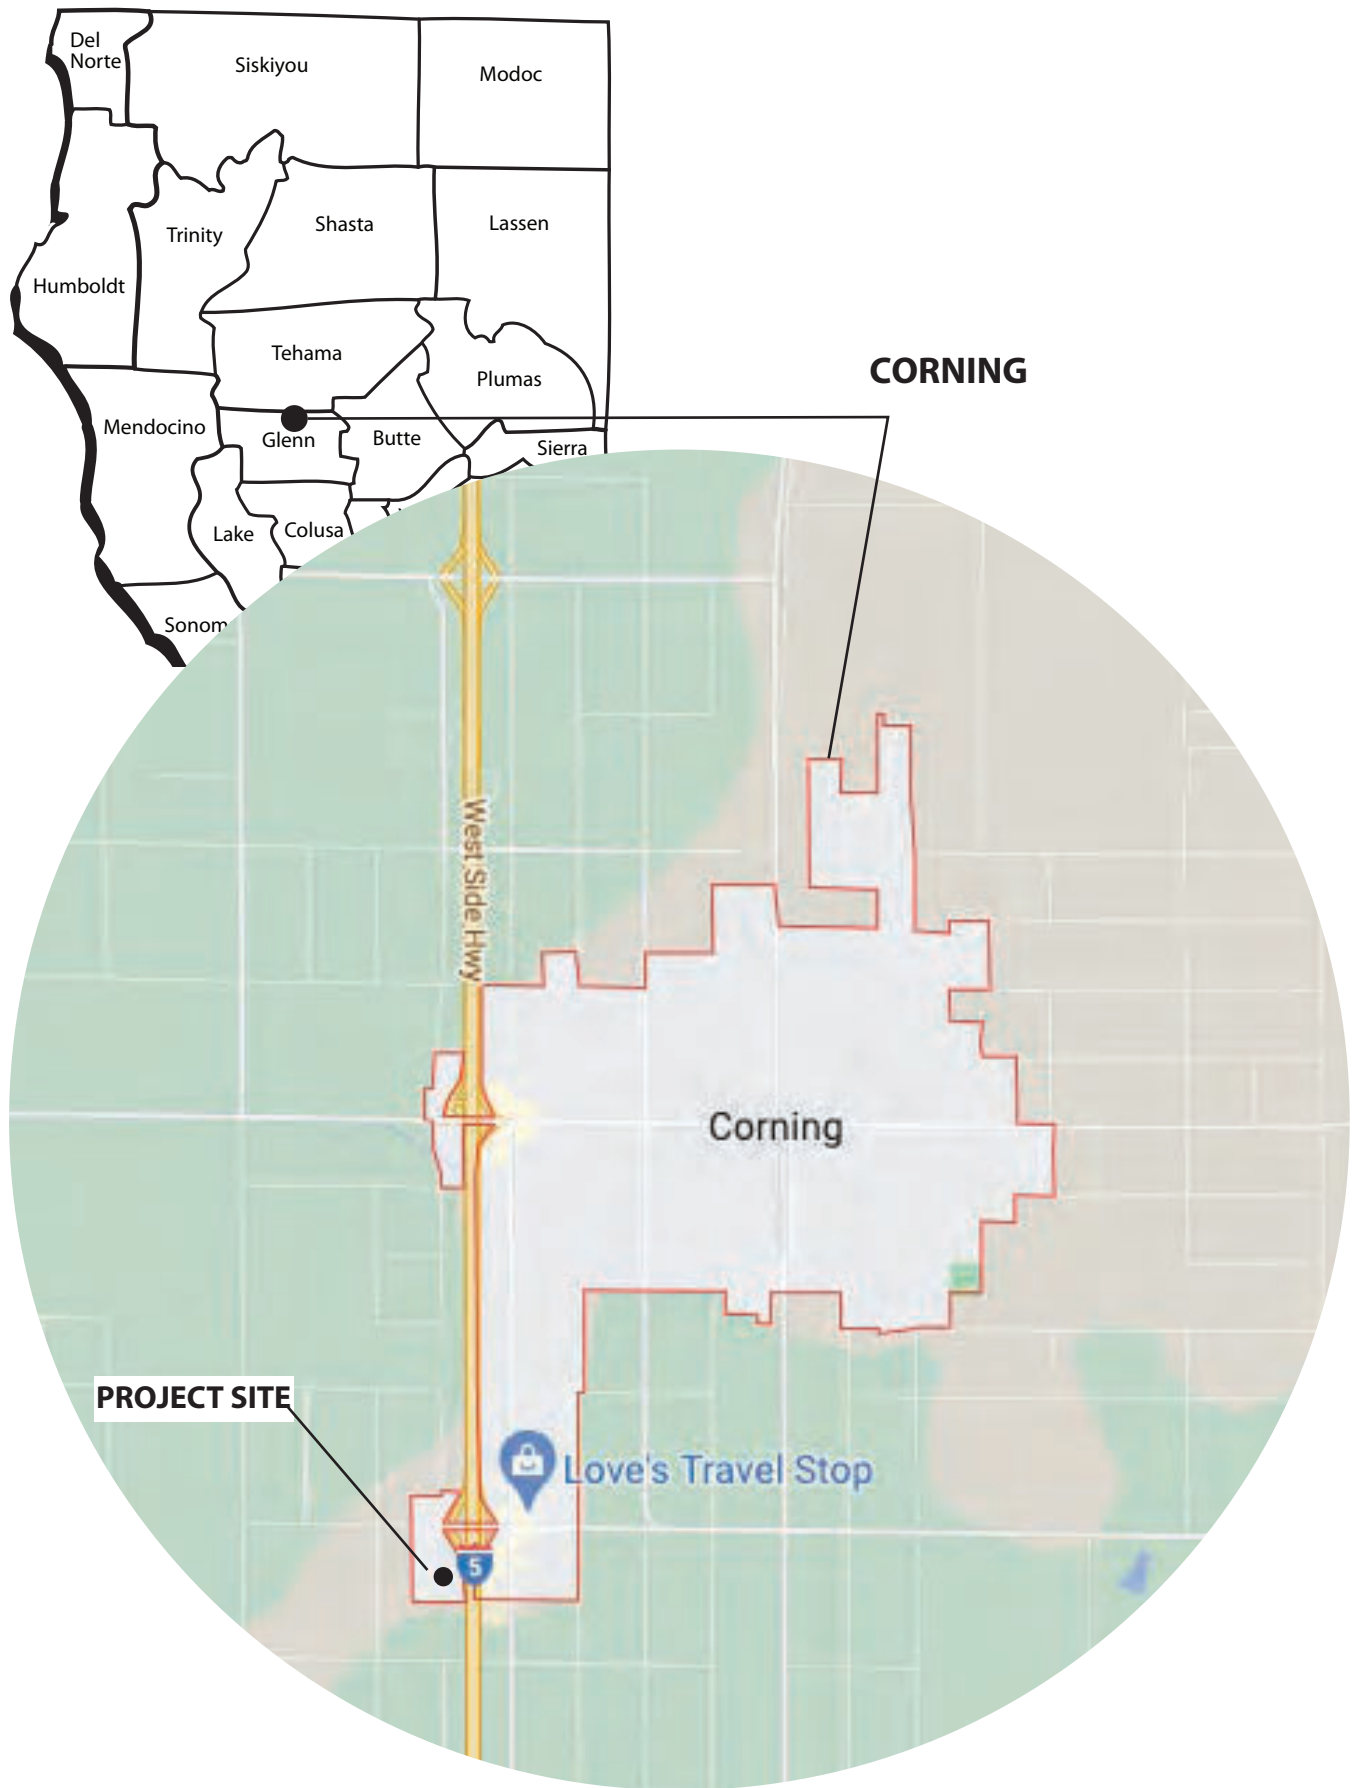 Del
Norte
Siskiyou
Modoc
Trinity
Shasta
Lassen
Humboldt
Tehama
Plumas
CORNING
Mendocino
Glenn
Butte
Sierra
Lake
Colusa
Sonom
West Side Hwy
Corning
PROJECT SITE
Love's Travel Stop
5